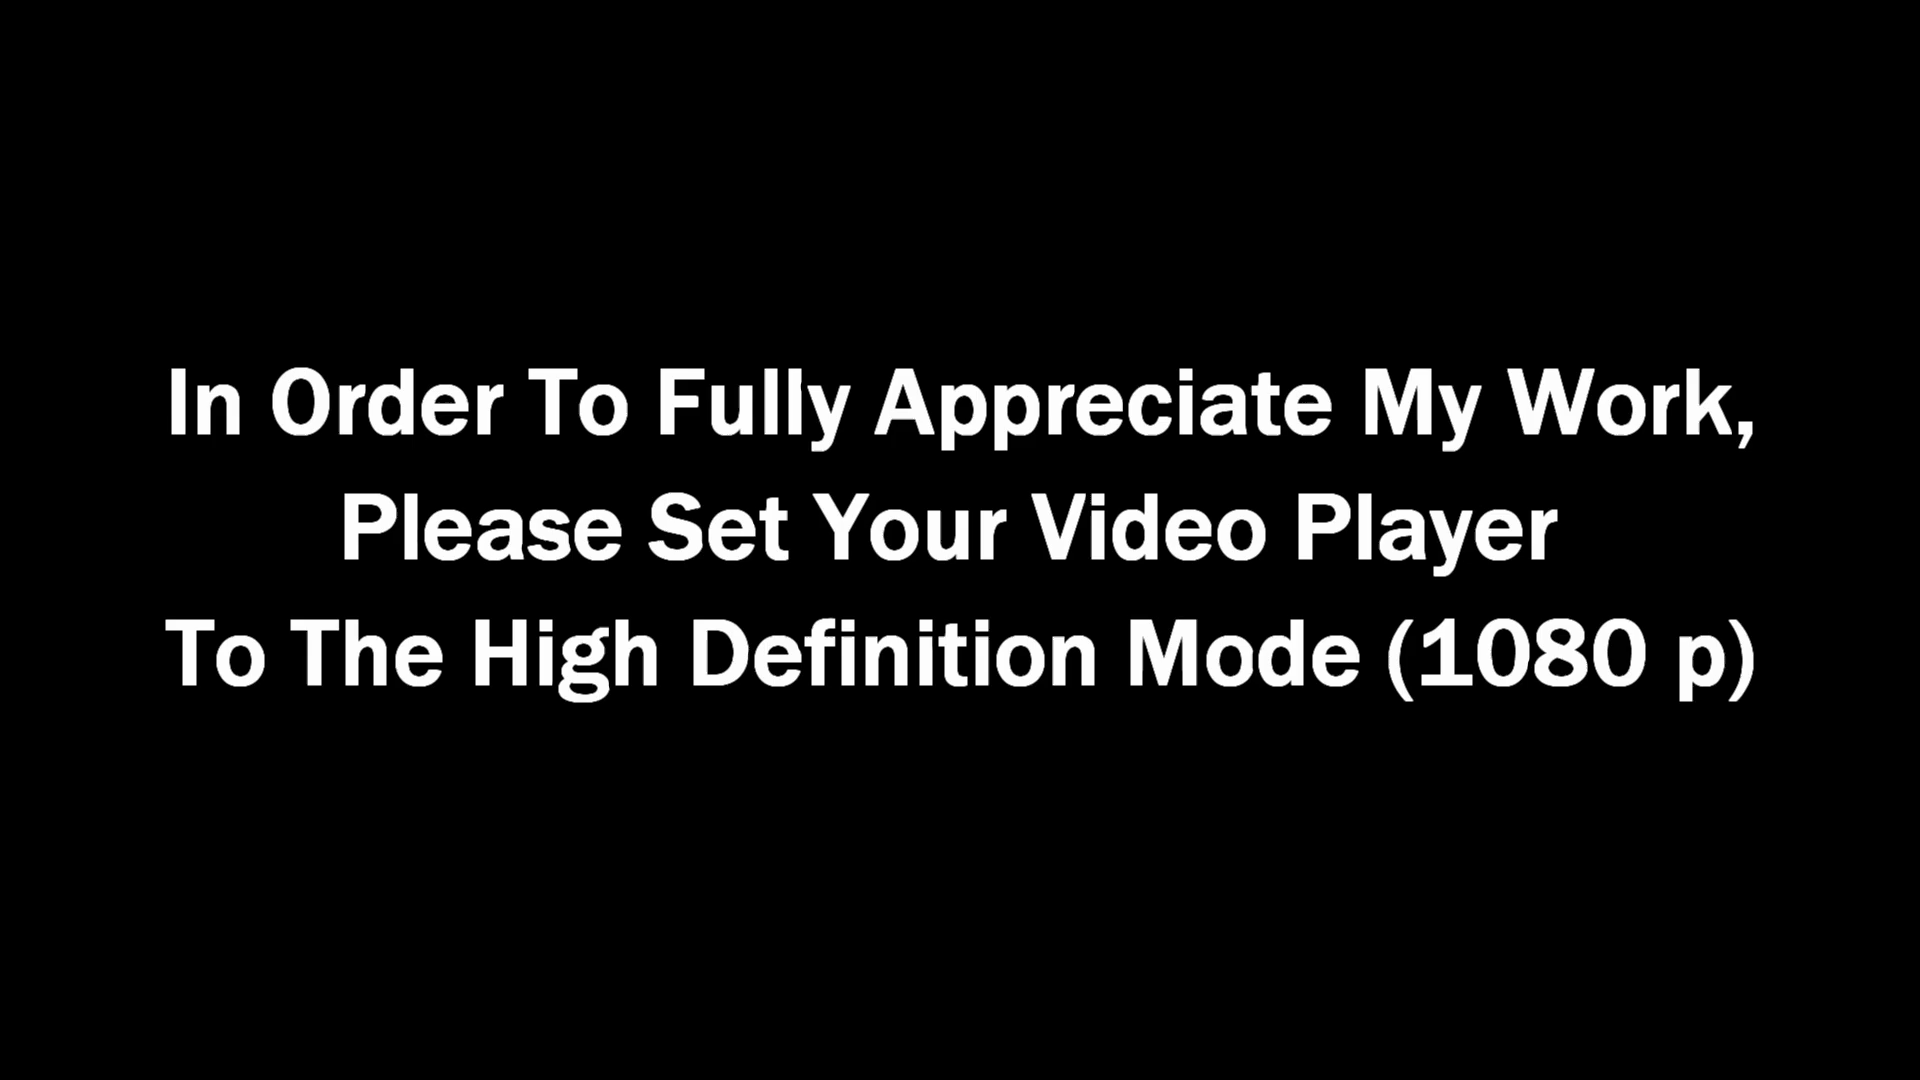 In Order To Fully Appreciate My Work,
Please Set Your Video Player
To The High Definition Mode (1080 p)